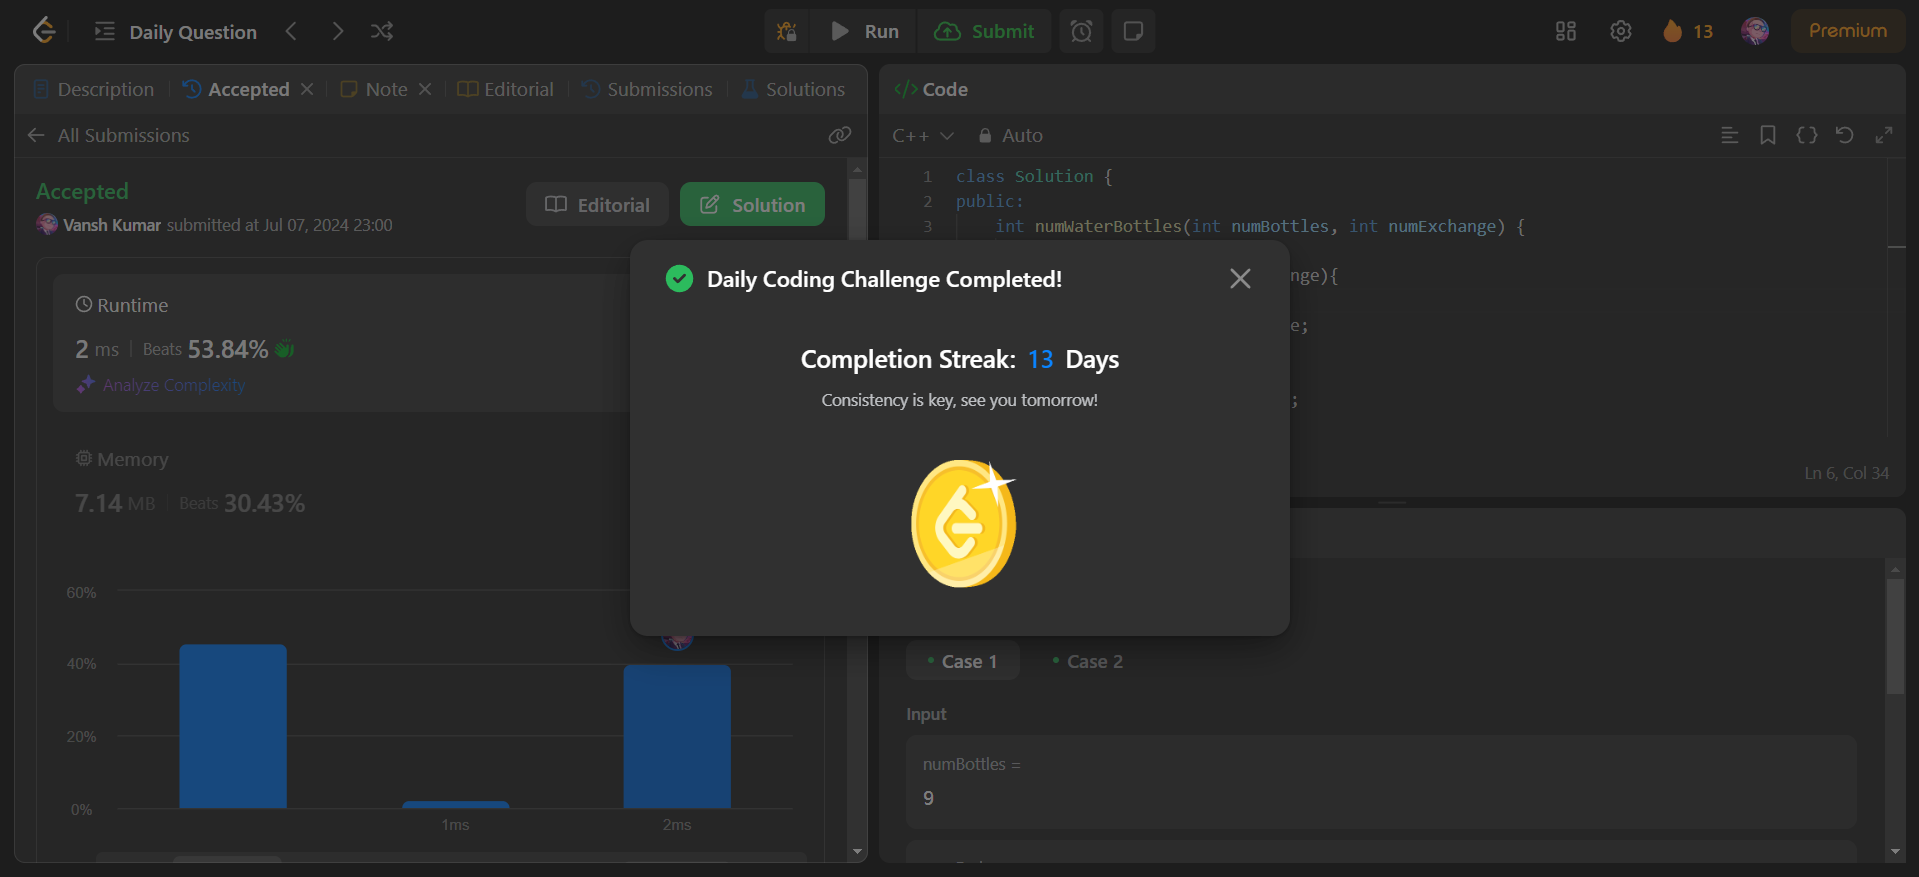 Daily Question
Run
Submit
13
Premium
Description
Accepted
Note
Editorial
Submissions
Solutions
All Submissions
Accepted
Vansh Kumar submitted at Jul 07, 2024 23:00
Editorial
Solution
Runtime
2 ms | Beats 53.84%
Analyze Complexity
Memory
7.14 MB | Beats 30.43%
60%
40%
20%
0%
1ms
2ms
Daily Coding Challenge Completed!
Completion Streak: 13 Days
Consistency is key, see you tomorrow!
</> Code
C++
Auto
1 class Solution {
2 public:
3 int numWaterBottles(int numBottles, int numExchange) {
nge){
e;
;
Ln 6, Col 34
Case 1
Case 2
Input
numBottles =
9